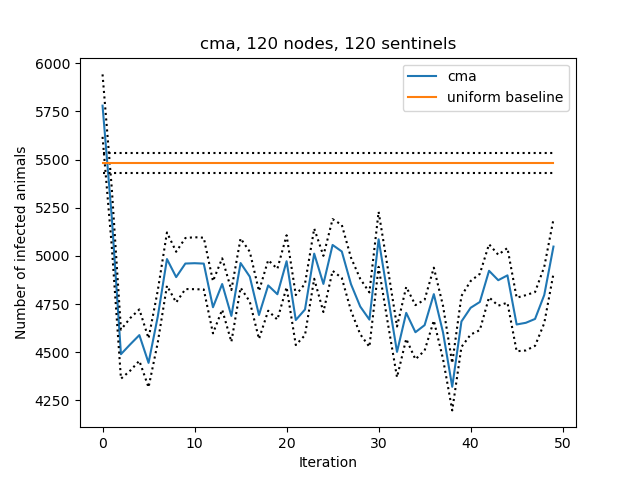 cma, 120 nodes, 120 sentinels
6000
5750
5500
5250
5000
4750
4500
4250
Number of infected animals
cma
uniform baseline
0
10
20
30
40
50
Iteration